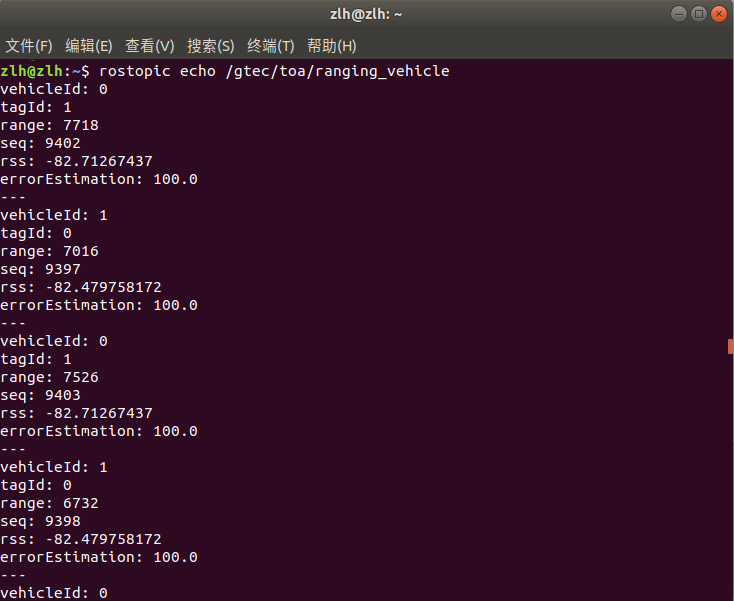 zlh@zlh: ~
文件(F) 编辑(E) 查看(V) 搜索(S) 终端(T) 帮助(H)
zlh@zlh:~$ rostopic echo /gtec/toa/ranging_vehicle
vehicleId: 0
tagId: 1
range: 7718
seq: 9402
rss: -82.71267437
errorEstimation: 100.0
---
vehicleId: 1
tagId: 0
range: 7016
seq: 9397
rss: -82.479758172
errorEstimation: 100.0
---
vehicleId: 0
tagId: 1
range: 7526
seq: 9403
rss: -82.71267437
errorEstimation: 100.0
---
vehicleId: 1
tagId: 0
range: 6732
seq: 9398
rss: -82.479758172
errorEstimation: 100.0
---
vehicleId: 0